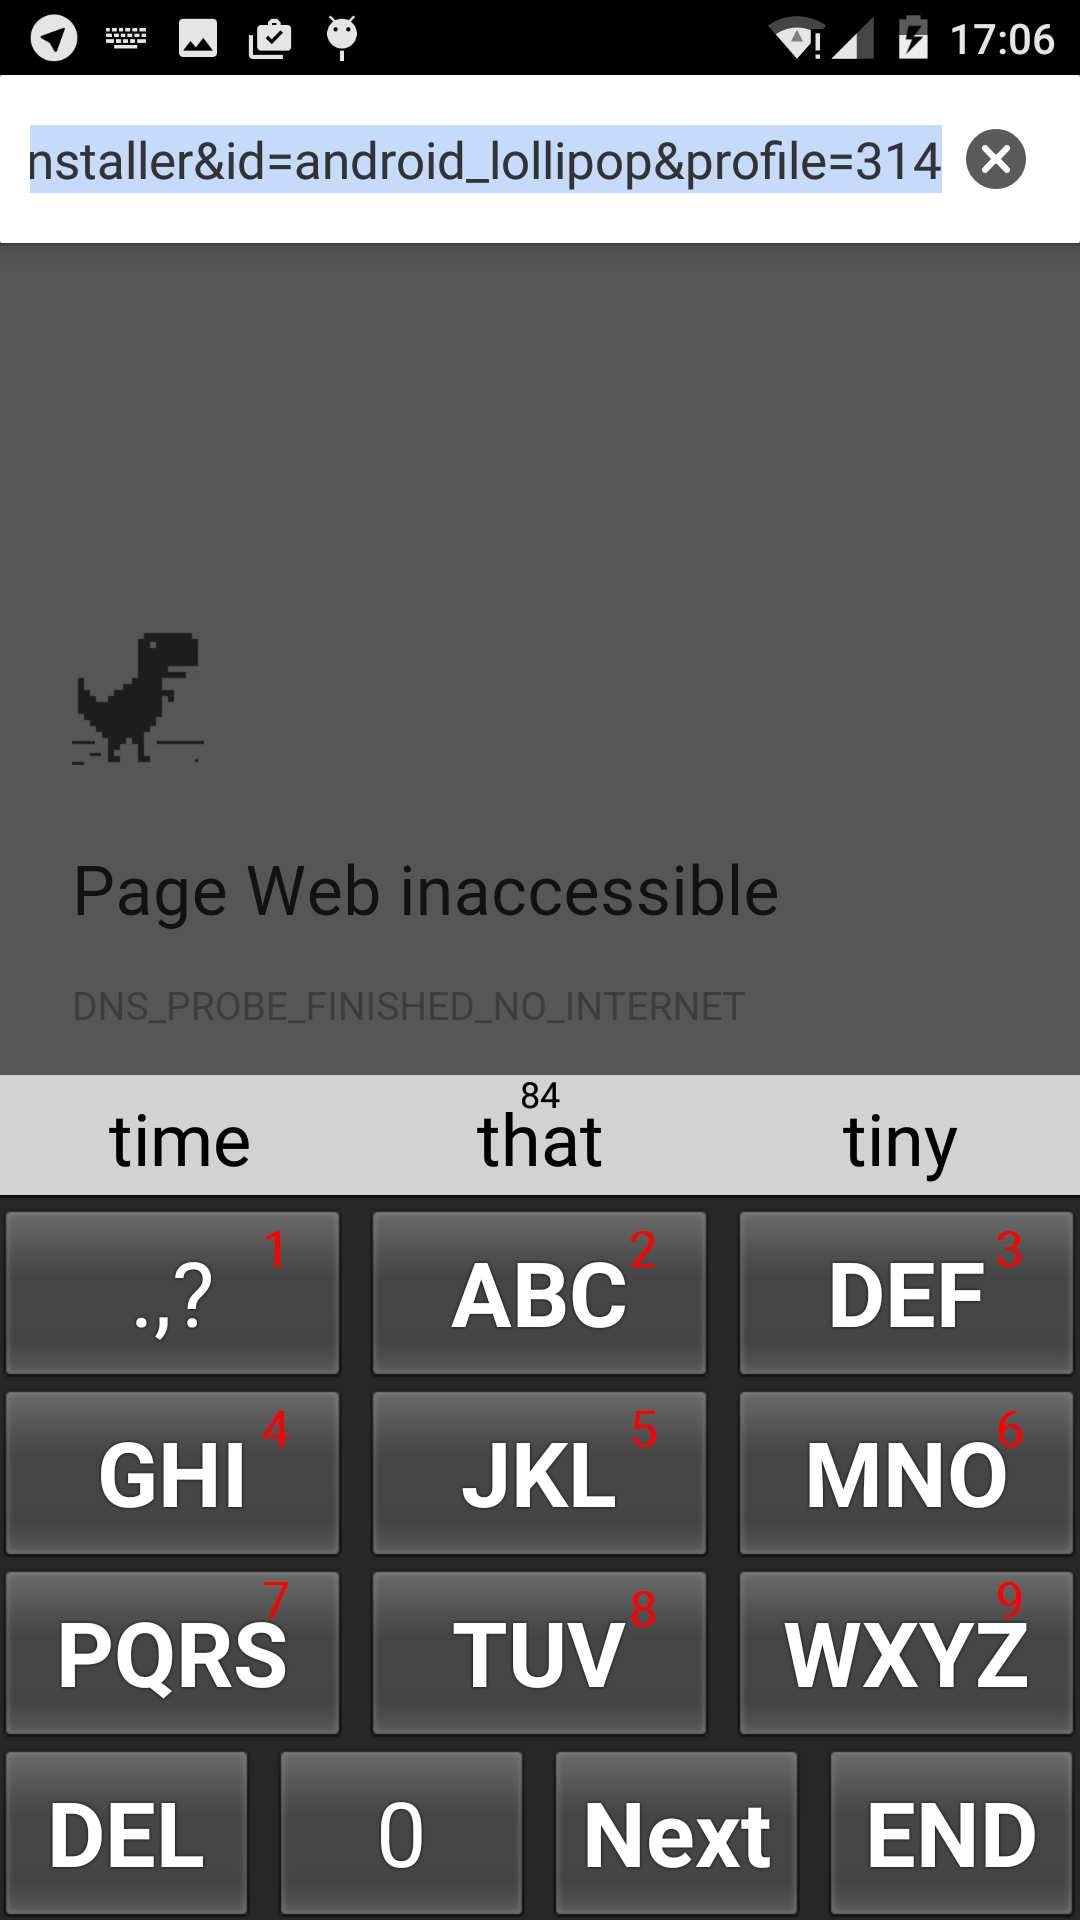 17:06
nstaller&id=android_lollipop&profile=314
Page Web inaccessible
DNS_PROBE_FINISHED_NO_INTERNET
84
time that tiny
.,? 1 ABC 2 DEF 3
GHI 4 JKL 5 MNO 6
PQRS 7 TUV 8 WXYZ 9
DEL 0 Next END